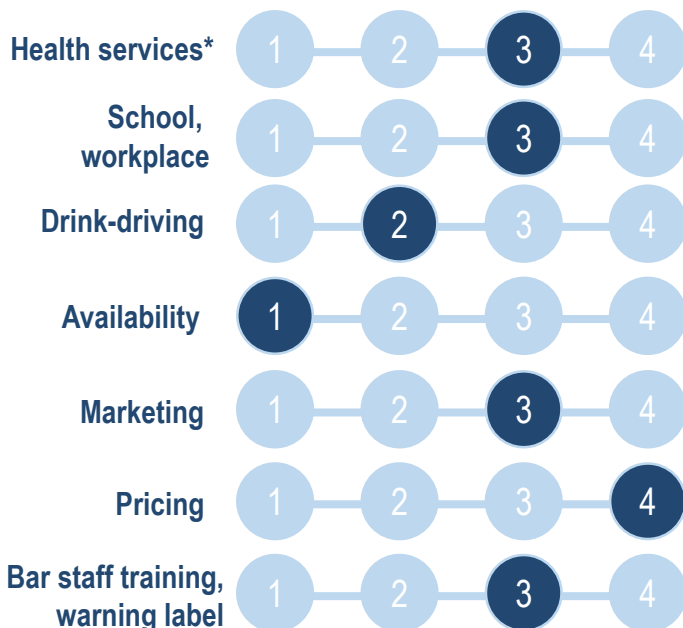 Health services* 1 2 3 4
School,
workplace 1 2 3 4
Drink-driving 1 2 3 4
Availability 1 2 3 4
Marketing 1 2 3 4
Pricing 1 2 3 4
Bar staff training,
warning label 1 2 3 4